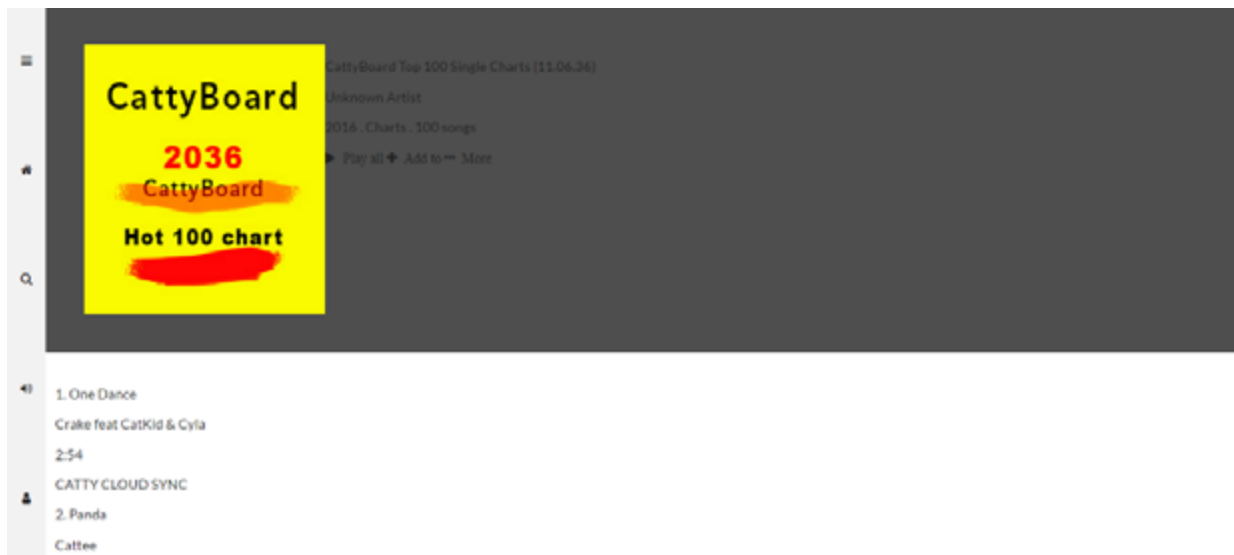 CattyBoard
2036
CattyBoard
Hot 100 chart
CattyBoard Top 100 Single Charts (11.06.36)
Unknown Artist
2016 . Charts . 100 songs
Play all Add to More
1. One Dance
Crake feat CatKid & Cyla
2:54
CATTY CLOUD SYNC
2. Panda
Cattee